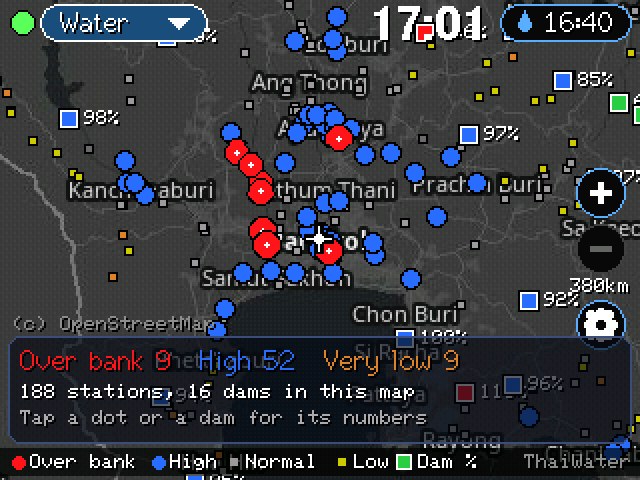 Water
17:01
16:40
Ang Thong
85%
98%
97%
Kanchanaburi
Pathum Thani
Prachin Buri
Samut Sakhon
380km
92%
Chon Buri
(c) OpenStreetMap
Over bank 9 High 52 Very low 9
188 stations, 16 dams in this map
96%
Tap a dot or a dam for its numbers
Rayong
Over bank High Normal Low Dam %
ThaiWater